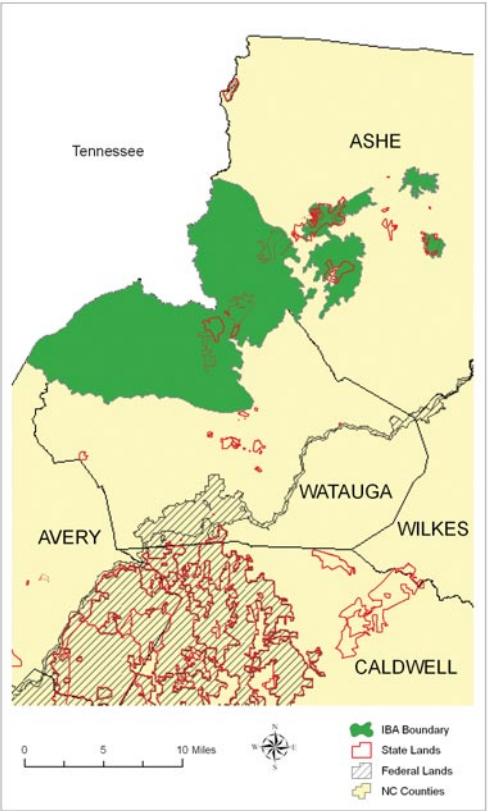 Tennessee
ASHE
WATAUGA
AVERY
WILKES
CALDWELL
0 5 10 Miles
N
W E
S
IBA Boundary
State Lands
Federal Lands
NC Counties